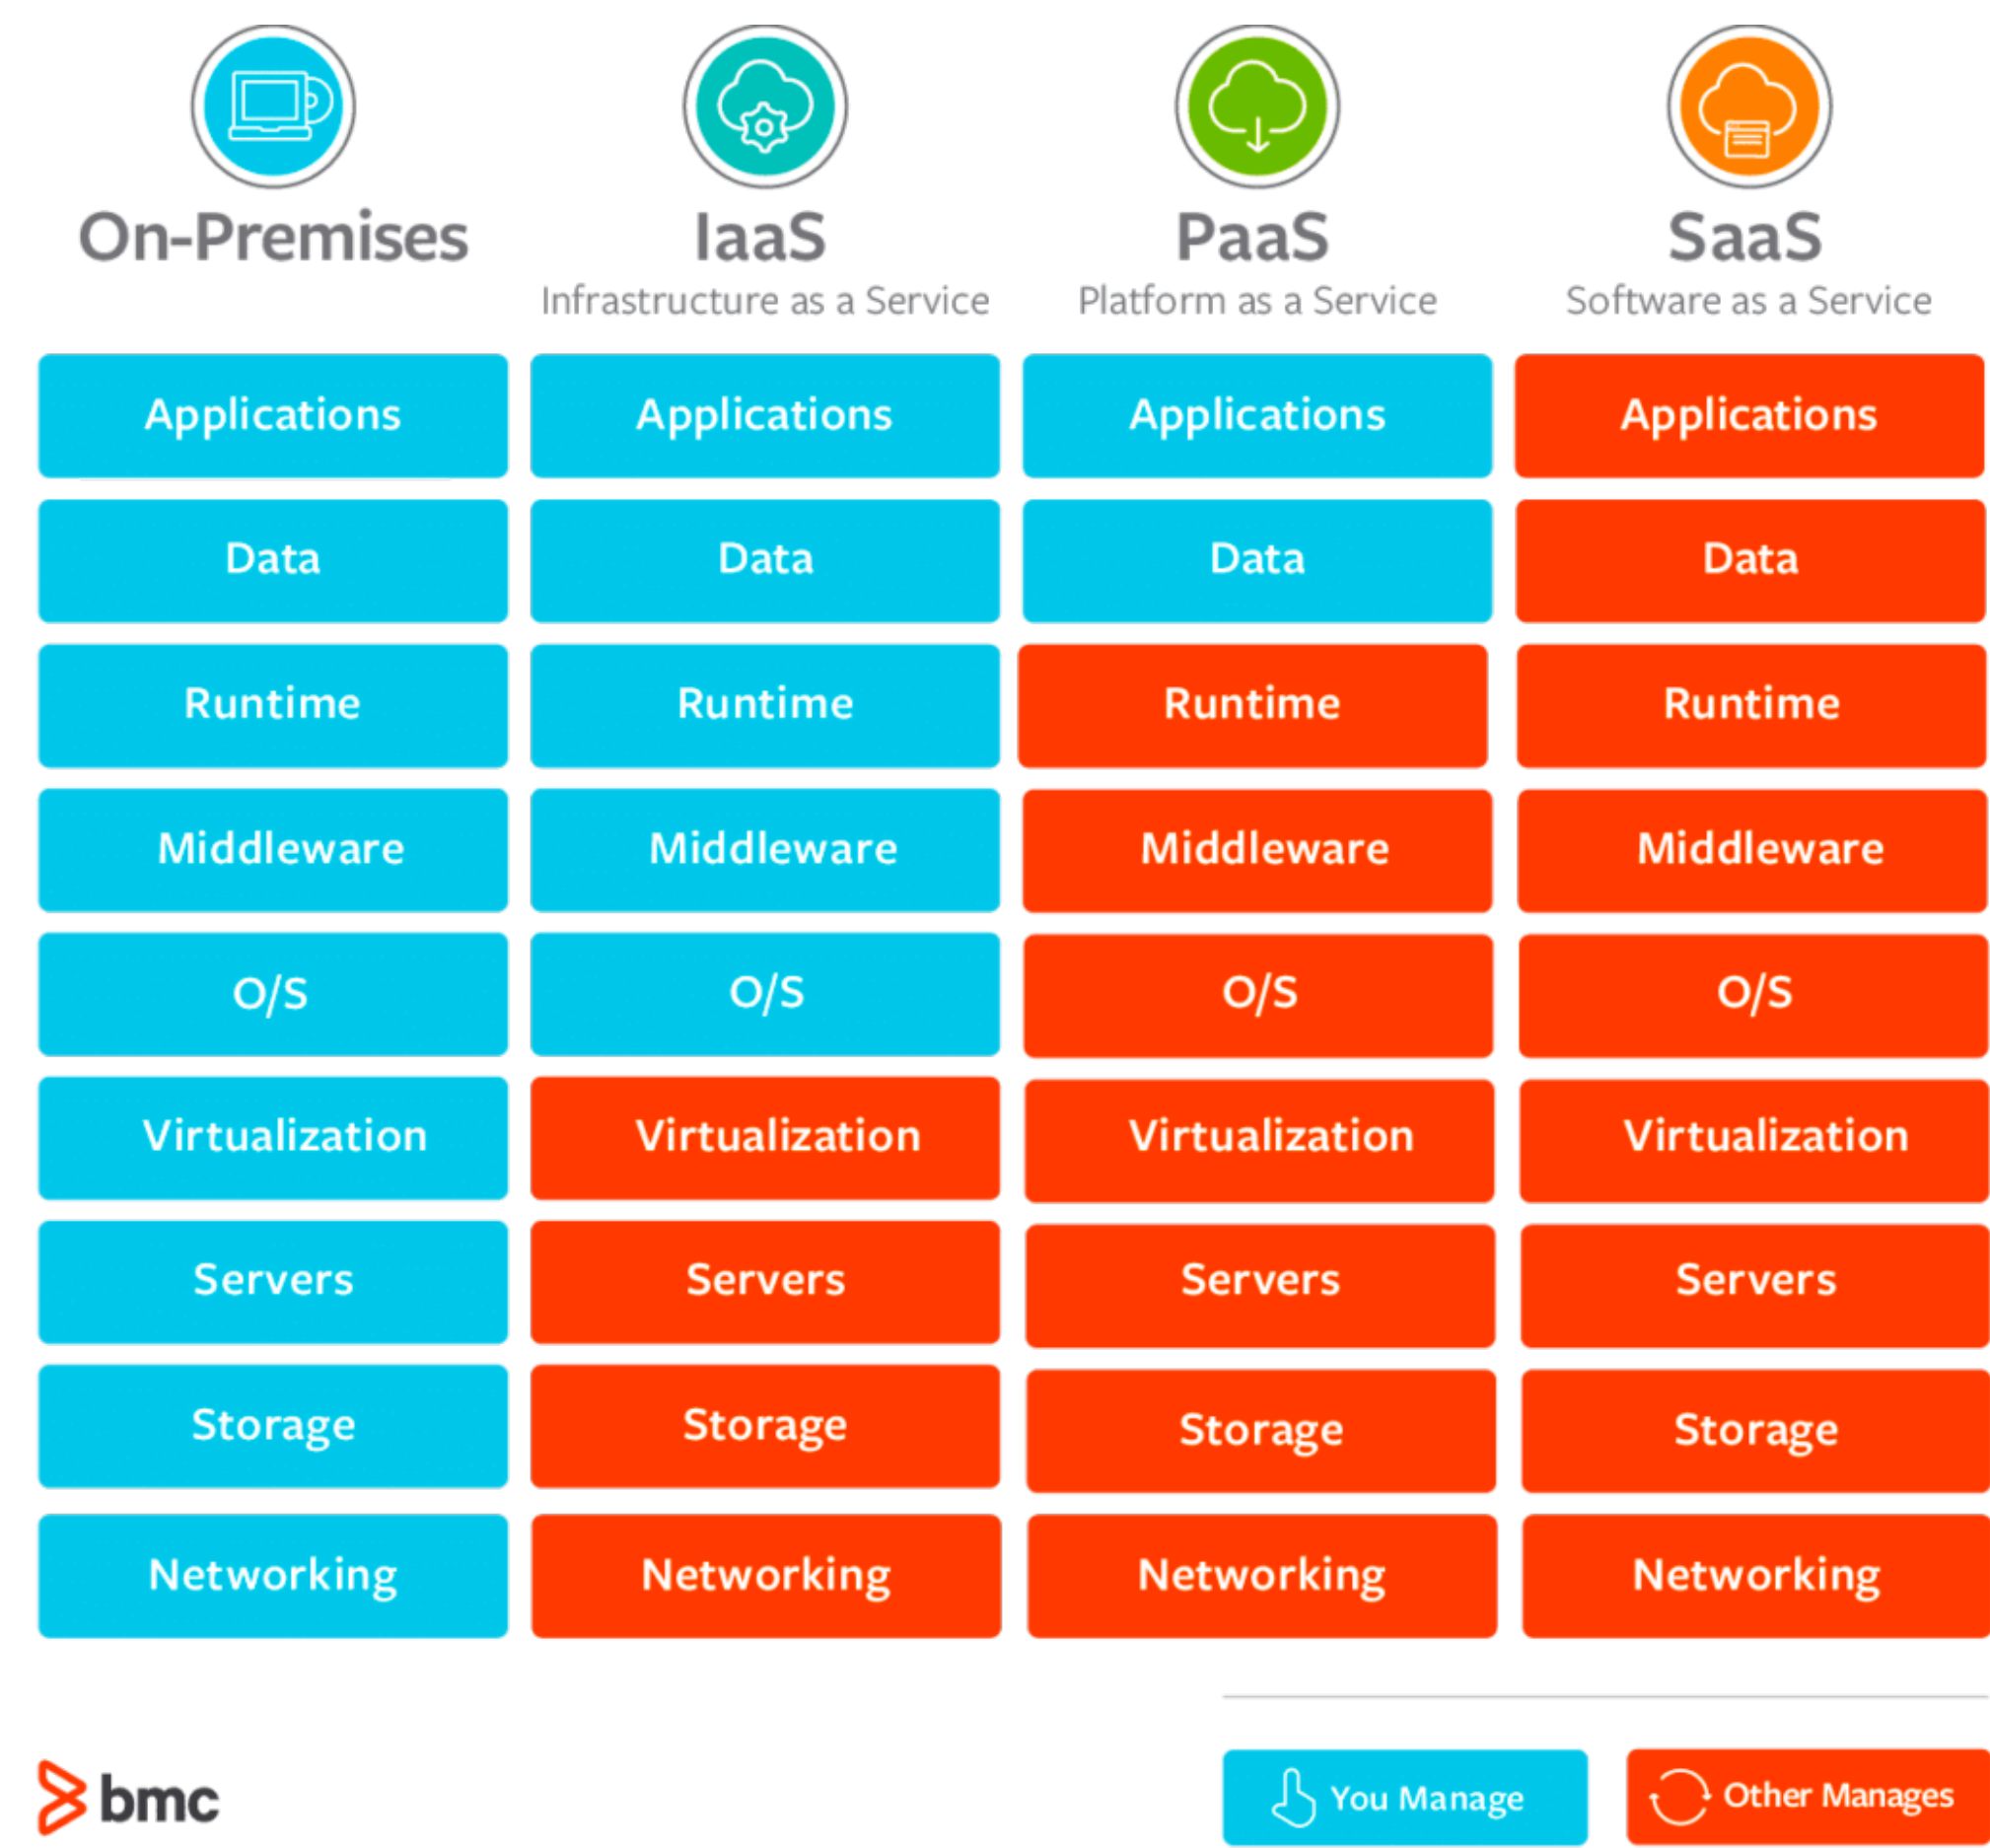 On-Premises IaaS PaaS SaaS
Infrastructure as a Service Platform as a Service Software as a Service
Applications Applications Applications Applications
Data Data Data Data
Runtime Runtime Runtime Runtime
Middleware Middleware Middleware Middleware
O/S O/S O/S O/S
Virtualization Virtualization Virtualization Virtualization
Servers Servers Servers Servers
Storage Storage Storage Storage
Networking Networking Networking Networking
bmc You Manage Other Manages